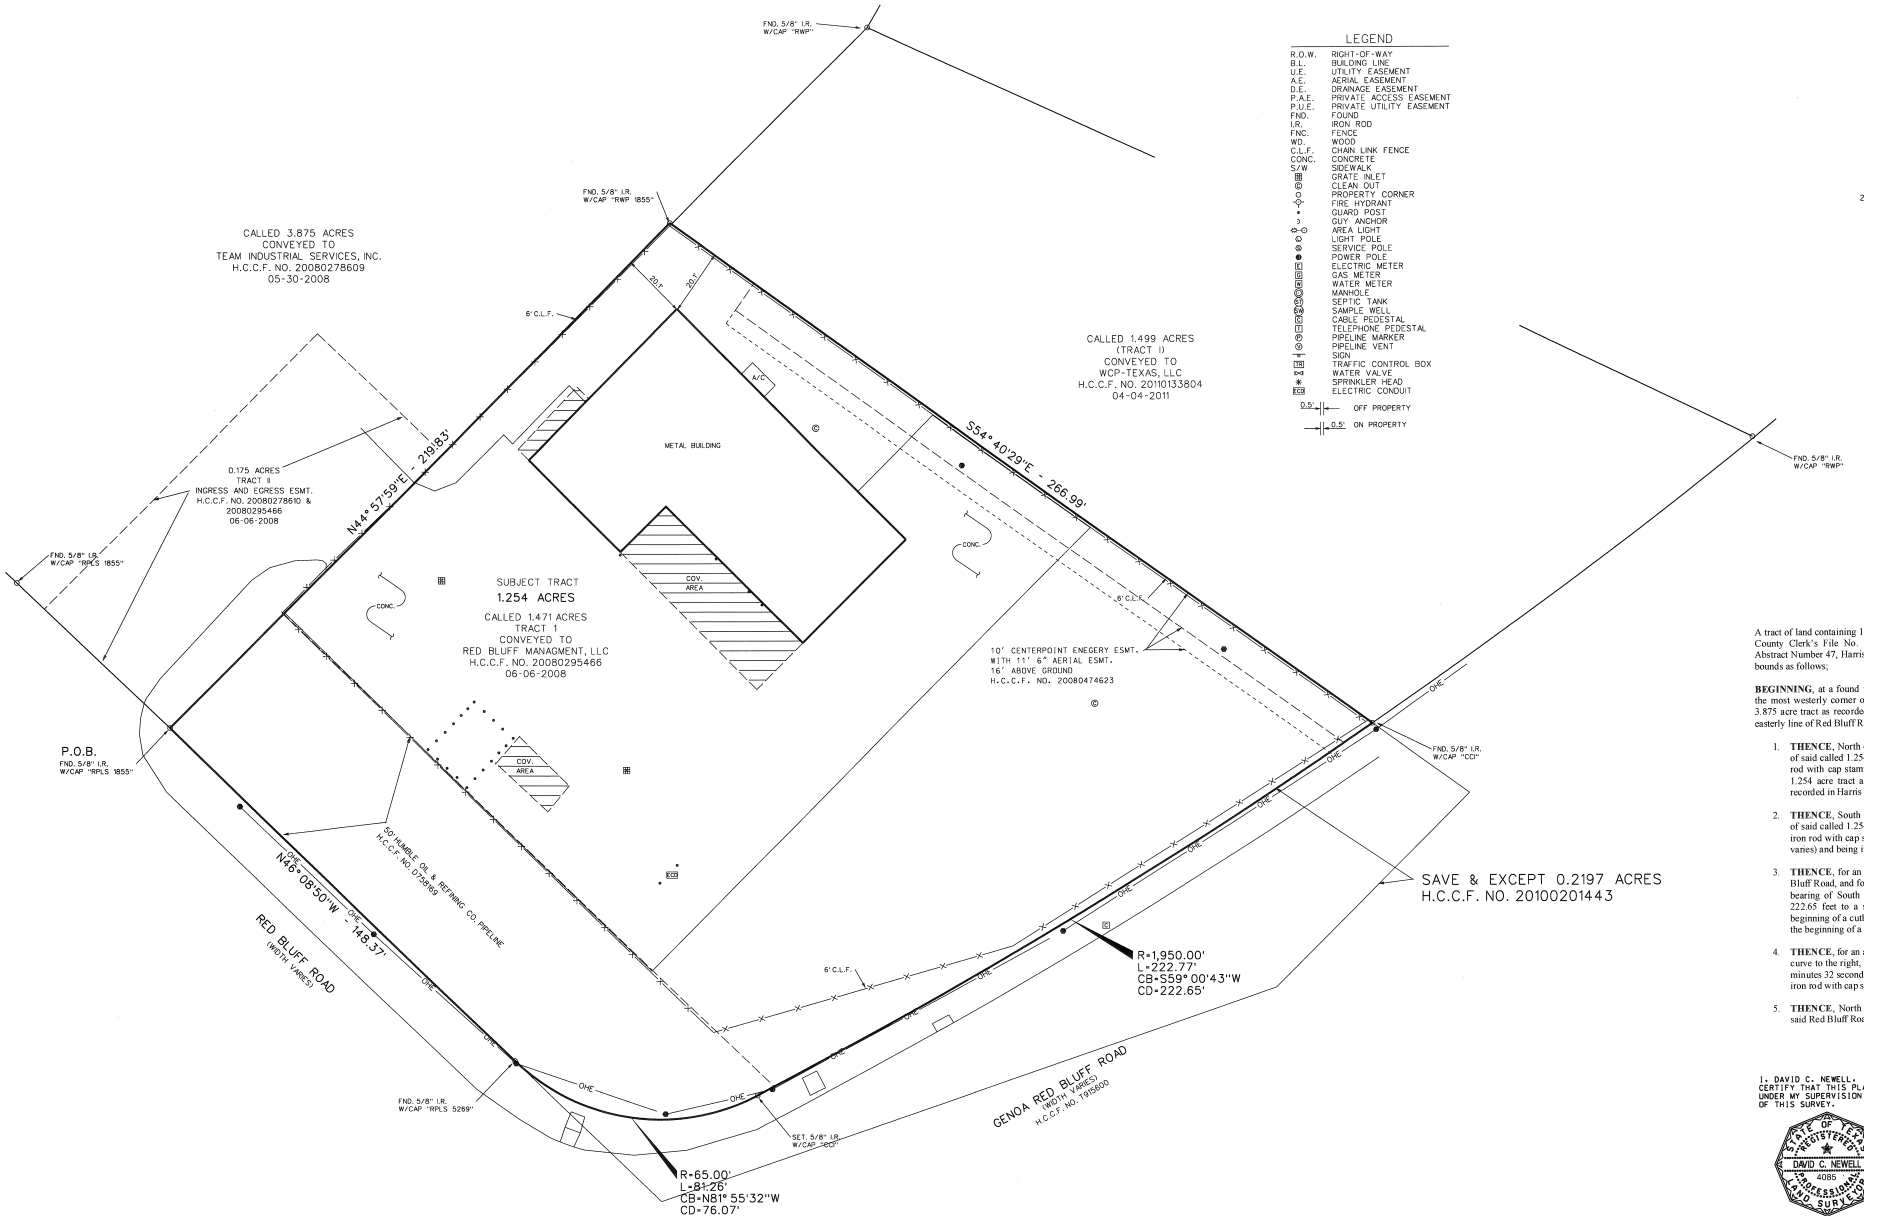 FND. 5/8" I.R.
W/CAP "RWP"
LEGEND
R.O.W. RIGHT-OF-WAY
B.L. BUILDING LINE
U.E. UTILITY EASEMENT
A.E. AERIAL EASEMENT
D.E. DRAINAGE EASEMENT
P.A.E. PRIVATE ACCESS EASEMENT
P.U.E. PRIVATE UTILITY EASEMENT
FND. FOUND
I.R. IRON ROD
FNC. FENCE
WD. WOOD
C.L.F. CHAIN LINK FENCE
CONC. CONCRETE
S/W SIDEWALK
GRATE INLET
CLEAN OUT
PROPERTY CORNER
FIRE HYDRANT
GUARD POST
GUY ANCHOR
AREA LIGHT
LIGHT POLE
SERVICE POLE
POWER POLE
E ELECTRIC METER
G GAS METER
W WATER METER
MANHOLE
ST SEPTIC TANK
SW SAMPLE WELL
C CABLE PEDESTAL
T TELEPHONE PEDESTAL
P PIPELINE MARKER
V PIPELINE VENT
SIGN
TR TRAFFIC CONTROL BOX
WATER VALVE
SPRINKLER HEAD
ECD ELECTRIC CONDUIT
0.5' OFF PROPERTY
0.5' ON PROPERTY
2
FND. 5/8" I.R.
W/CAP "RWP 1855"
CALLED 3.875 ACRES
CONVEYED TO
TEAM INDUSTRIAL SERVICES, INC.
H.C.C.F. NO. 20080278609
05-30-2008
20.1'
20.1'
6' C.L.F.
CALLED 1.499 ACRES
(TRACT I)
CONVEYED TO
WCP-TEXAS, LLC
H.C.C.F. NO. 20110133804
04-04-2011
A/C
METAL BUILDING
C
S54°40'29"E - 266.99'
N44°57'59"E - 219.83'
FND. 5/8" I.R.
W/CAP "RWP"
0.175 ACRES
TRACT II
INGRESS AND EGRESS ESMT.
H.C.C.F. NO. 20080278610 &
20080295466
06-06-2008
FND. 5/8" I.R.
W/CAP "RPLS 1855"
CONC.
CONC.
SUBJECT TRACT
1.254 ACRES
CALLED 1.471 ACRES
TRACT 1
CONVEYED TO
RED BLUFF MANAGMENT, LLC
H.C.C.F. NO. 20080295466
06-06-2008
COV.
AREA
6' C.L.F.
10' CENTERPOINT ENEGERY ESMT.
WITH 11' 6" AERIAL ESMT.
16' ABOVE GROUND
H.C.C.F. NO. 20080474623
C
OHE
P.O.B.
FND. 5/8" I.R.
W/CAP "RPLS 1855"
COV.
AREA
FND. 5/8" I.R.
W/CAP "CCI"
OHE
OHE
OHE
50' HUMBLE OIL & REFINING CO. PIPELINE
H.C.C.F. NO. D758169
ECD
OHE
N46°08'50"W - 148.37'
OHE
OHE
OHE
RED BLUFF ROAD
(WIDTH VARIES)
SAVE & EXCEPT 0.2197 ACRES
H.C.C.F. NO. 20100201443
C
R=1,950.00'
L=222.77'
CB=S59°00'43"W
CD=222.65'
6' C.L.F.
OHE
OHE
OHE
OHE
OHE
GENOA RED BLUFF ROAD
(WIDTH VARIES)
H.C.C.F. NO. T915600
FND. 5/8" I.R.
W/CAP "RPLS 5269"
SET. 5/8" I.R.
W/CAP "CCI"
R=65.00'
L=81.26'
CB=N81°55'32"W
CD=76.07'
A tract of land containing 1
County Clerk's File No.
Abstract Number 47, Harris
bounds as follows;
BEGINNING, at a found
the most westerly corner o
3.875 acre tract as recorde
easterly line of Red Bluff R
1. THENCE, North
of said called 1.25
rod with cap stam
1.254 acre tract a
recorded in Harris
2. THENCE, South
of said called 1.25
iron rod with cap s
varies) and being i
3. THENCE, for an
Bluff Road, and fo
bearing of South
222.65 feet to a s
beginning of a cutb
the beginning of a
4. THENCE, for an a
curve to the right,
minutes 32 second
iron rod with cap s
5. THENCE, North
said Red Bluff Roa
I, DAVID C. NEWELL,
CERTIFY THAT THIS PLA
UNDER MY SUPERVISION
OF THIS SURVEY.
STATE OF TEXAS
REGISTERED
DAVID C. NEWELL
4085
PROFESSIONAL
LAND SURVEYOR